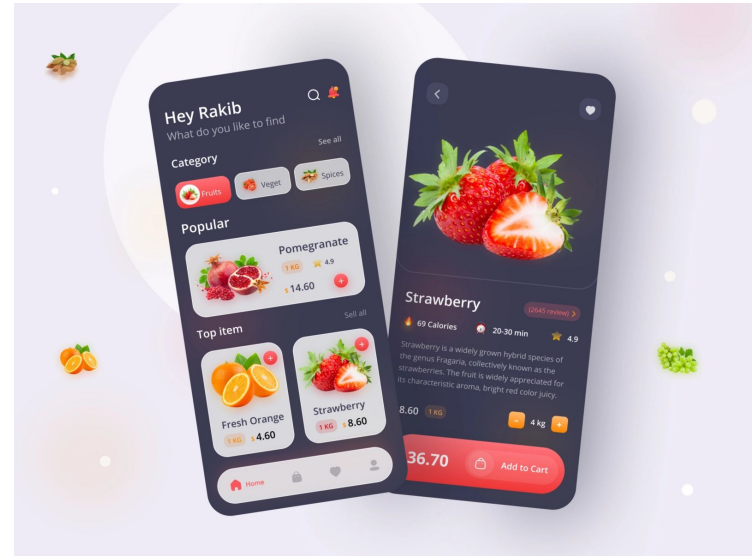 Hey Rakib
What do you like to find
Category
See all
Fruits
Veget
Spices
Popular
Pomegranate
1 KG
4.9
$ 14.60
Top item
Sell all
Fresh Orange
1 KG
$ 4.60
Strawberry
1 KG
$ 8.60
Home
Strawberry
(2645 review)
69 Calories
20-30 min
4.9
Strawberry is a widely grown hybrid species of
the genus Fragaria, collectively known as the
strawberries. The fruit is widely appreciated for
its characteristic aroma, bright red color juicy.
8.60
1 KG
4 kg
36.70
Add to Cart